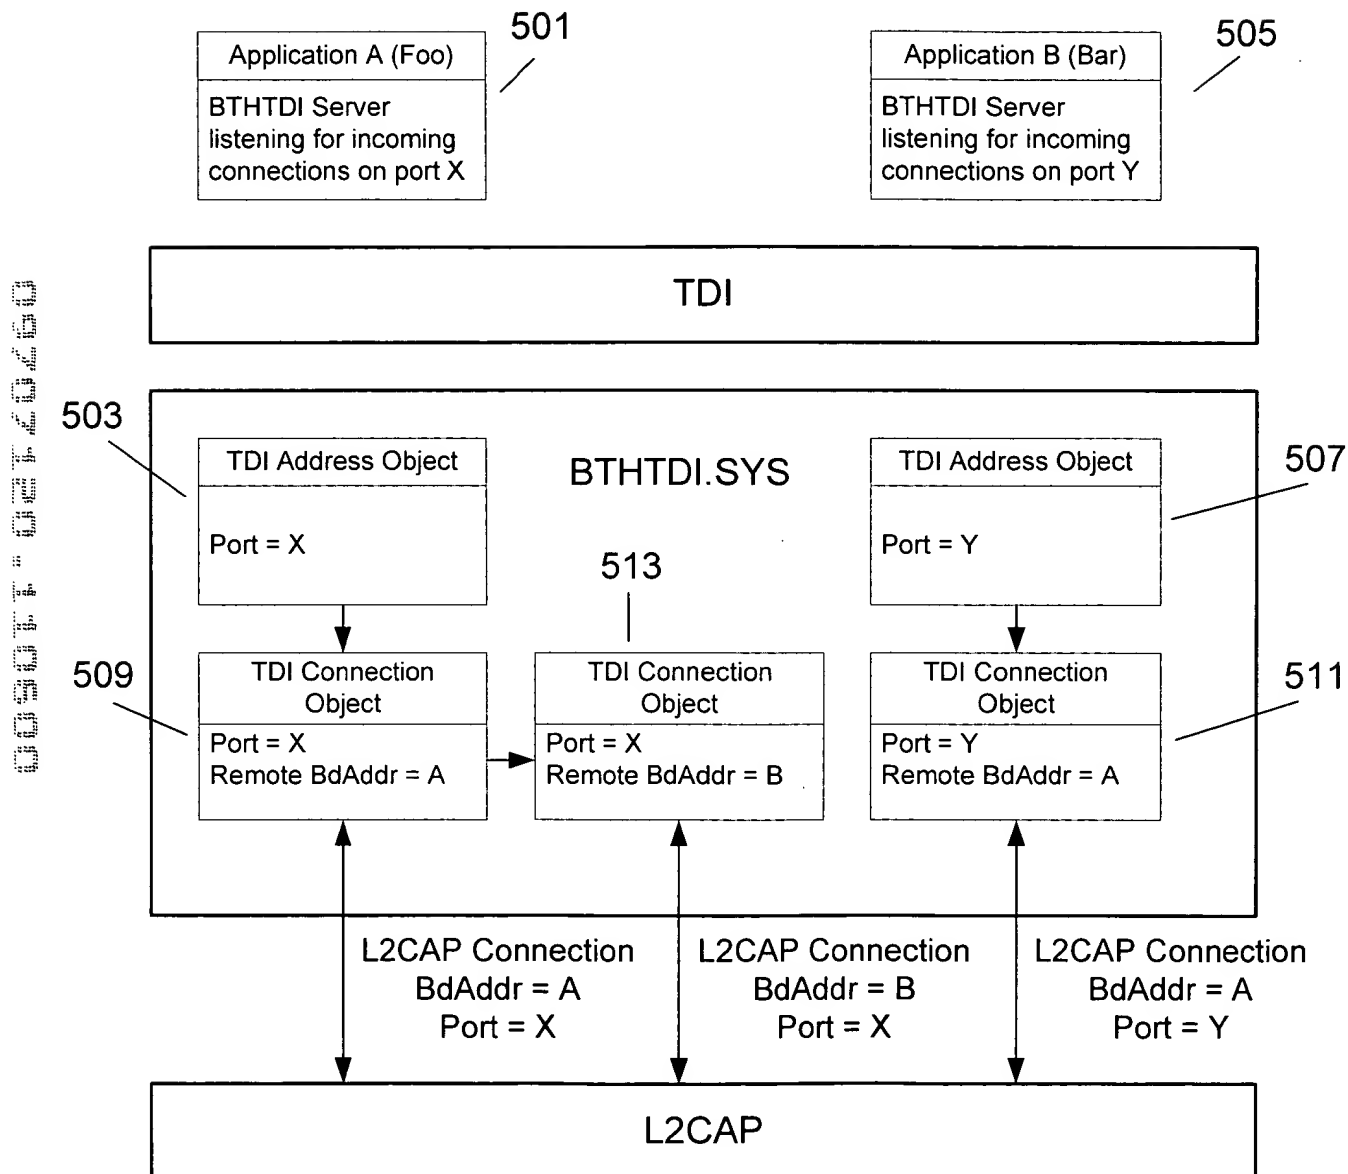 501
505
Application A (Foo)
BTHTDI Server
listening for incoming
connections on port X
Application B (Bar)
BTHTDI Server
listening for incoming
connections on port Y
TDI
503
507
BTHTDI.SYS
TDI Address Object
Port = X
TDI Address Object
Port = Y
513
509
511
TDI Connection
Object
Port = X
Remote BdAddr = A
TDI Connection
Object
Port = X
Remote BdAddr = B
TDI Connection
Object
Port = Y
Remote BdAddr = A
L2CAP Connection
BdAddr = A
Port = X
L2CAP Connection
BdAddr = B
Port = X
L2CAP Connection
BdAddr = A
Port = Y
L2CAP